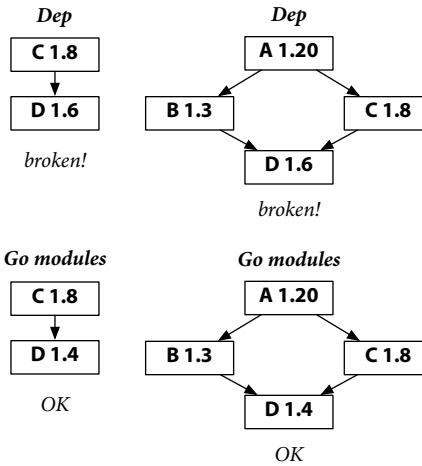 Dep
C 1.8
D 1.6
broken!
Dep
A 1.20
B 1.3
C 1.8
D 1.6
broken!
Go modules
C 1.8
D 1.4
OK
Go modules
A 1.20
B 1.3
C 1.8
D 1.4
OK